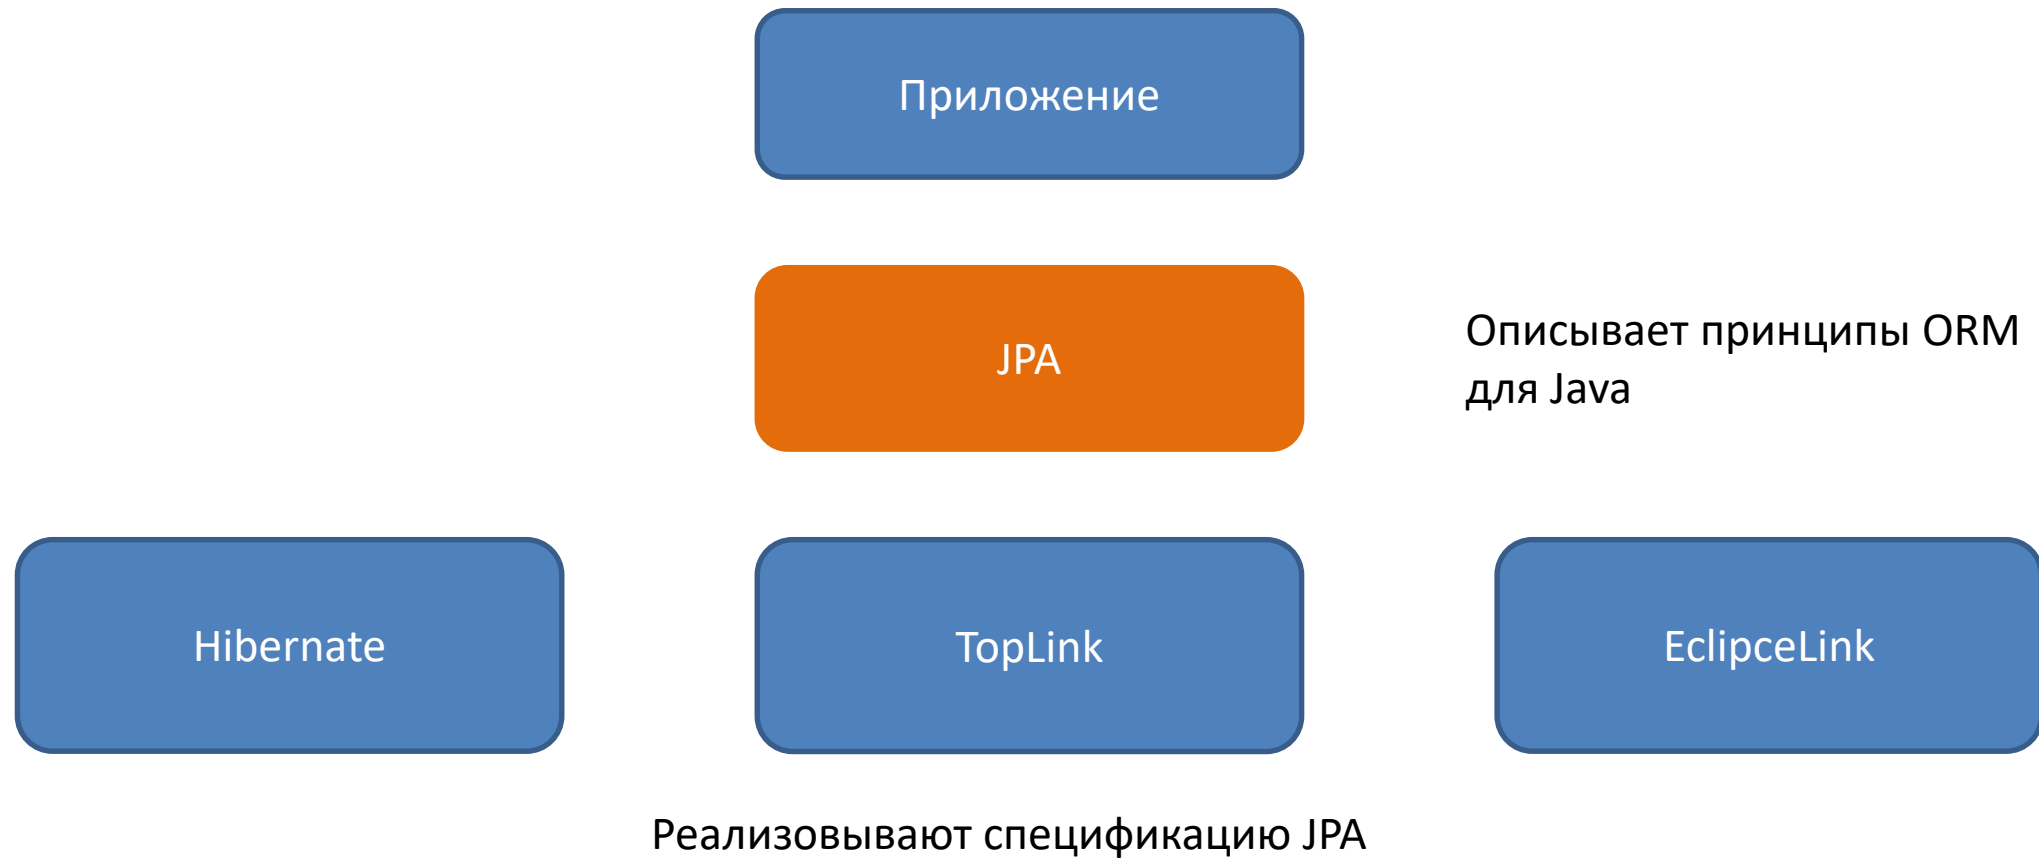 Приложение
JPA
Описывает принципы ORM
для Java
Hibernate
TopLink
EclipceLink
Реализовывают спецификацию JPA